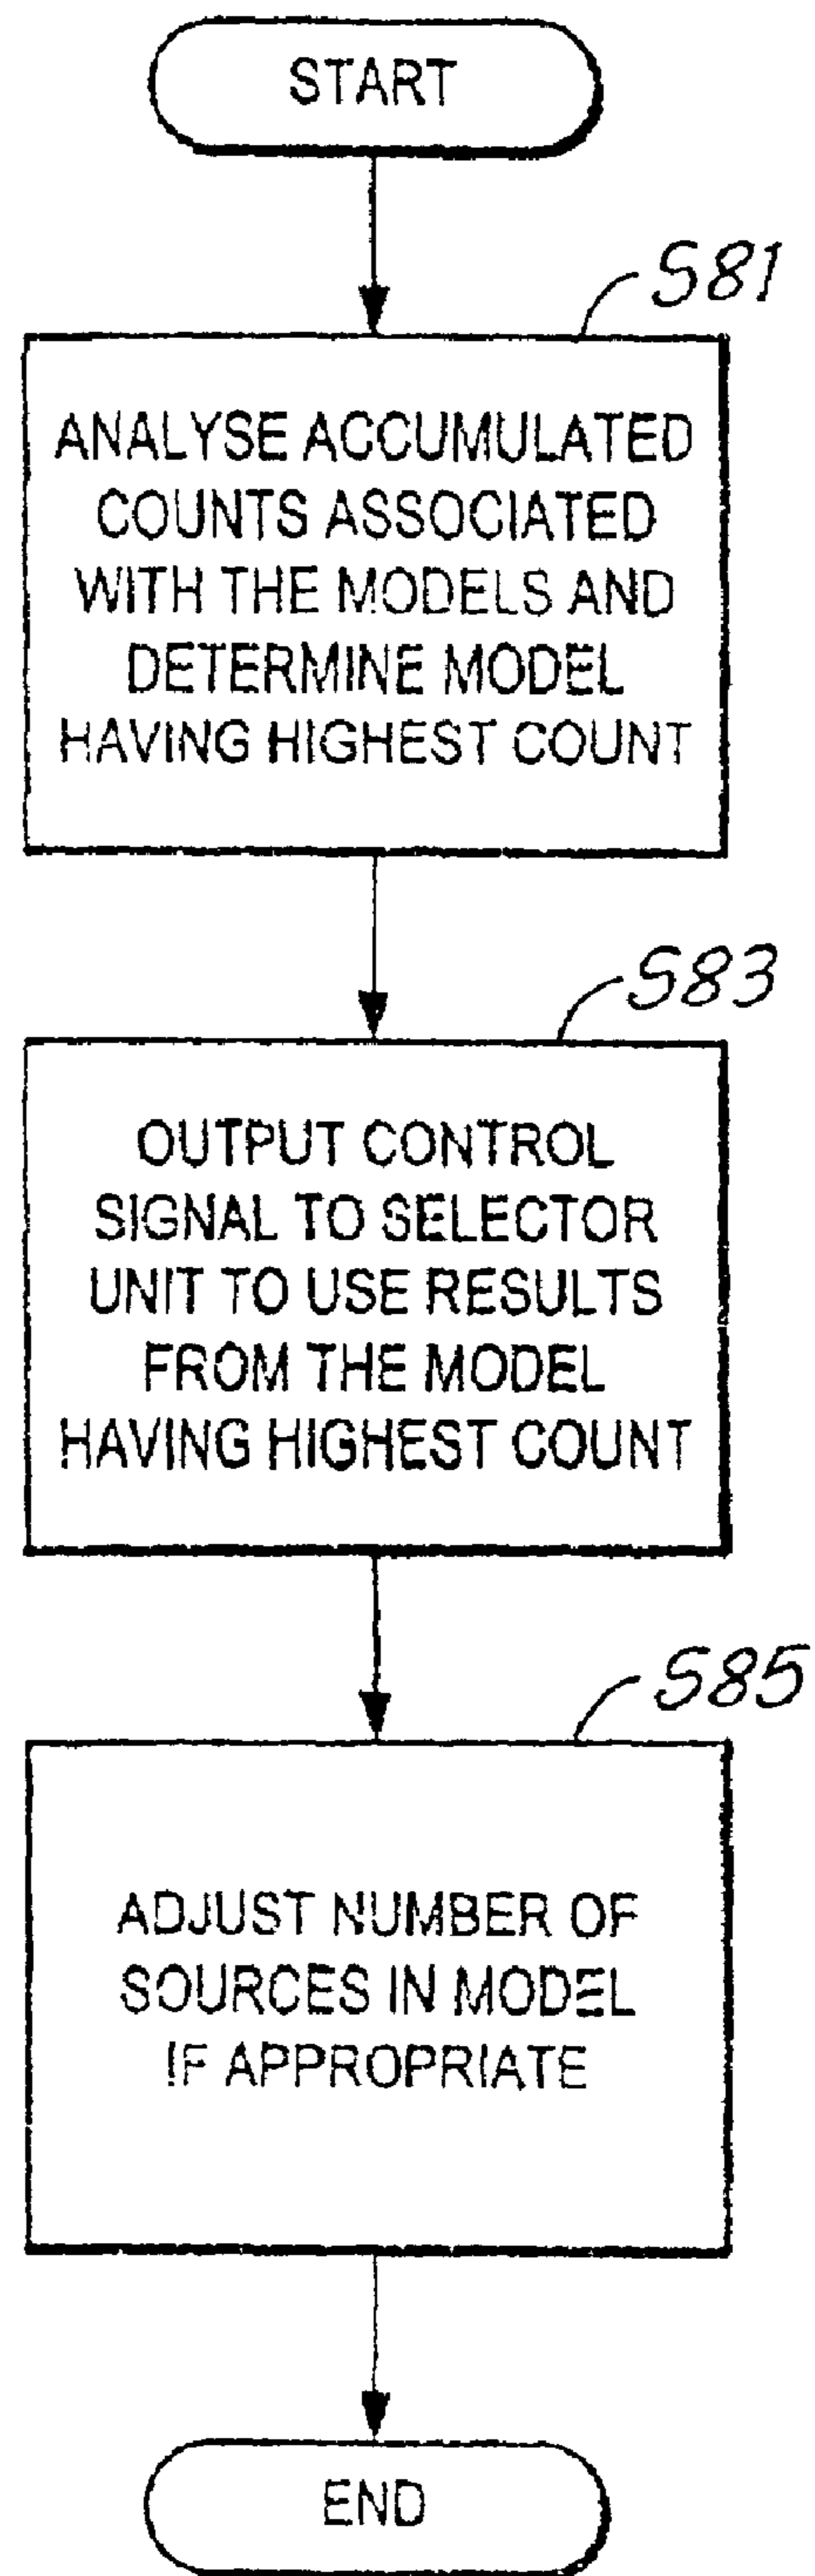 START
S81
ANALYSE ACCUMULATED
COUNTS ASSOCIATED
WITH THE MODELS AND
DETERMINE MODEL
HAVING HIGHEST COUNT
S83
OUTPUT CONTROL
SIGNAL TO SELECTOR
UNIT TO USE RESULTS
FROM THE MODEL
HAVING HIGHEST COUNT
S85
ADJUST NUMBER OF
SOURCES IN MODEL
IF APPROPRIATE
END